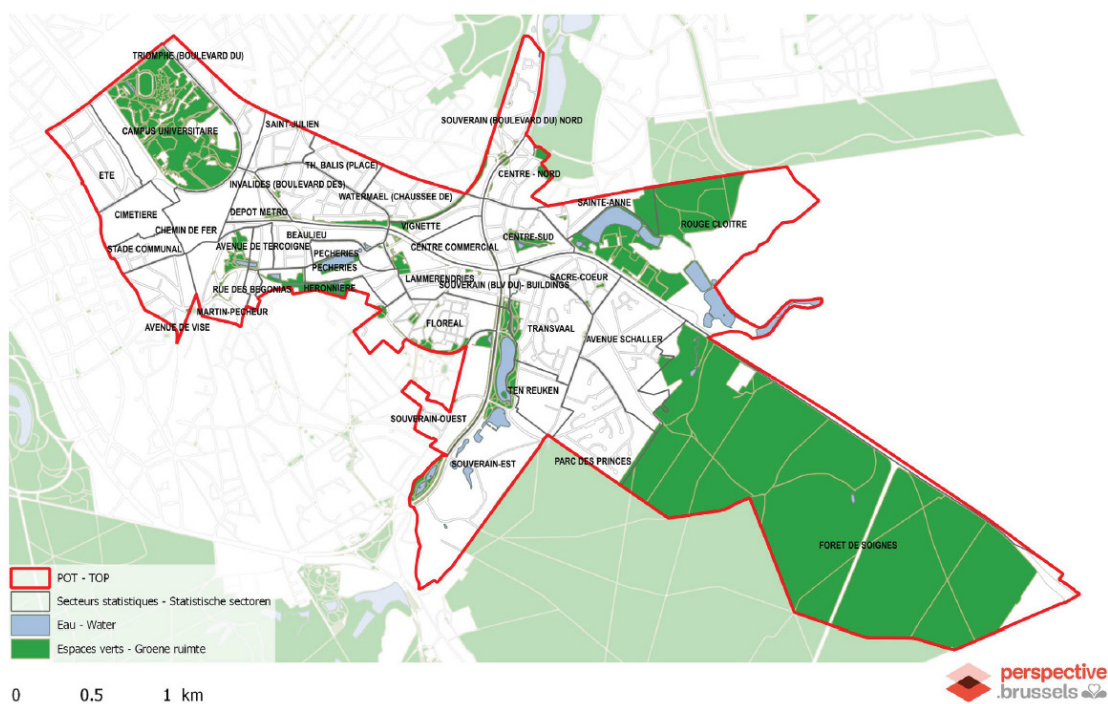 TRIOMPHE (BOULEVARD DU)
SOUVERAIN (BOULEVARD DU) NORD
SAINT-JULIEN
CAMPUS UNIVERSITAIRE
TH. BALIS (PLACE)
CENTRE - NORD
ETE
INVALIDES (BOULEVARD DES)
WATERMAEL (CHAUSSEE DE)
SAINTE-ANNE
CIMETIERE
DEPOT METRO
VIGNETTE
ROUGE CLOITRE
CHEMIN DE FER
BEAULIEU
CENTRE-SUD
STADE COMMUNAL
AVENUE DE TERCOIGNE
CENTRE COMMERCIAL
PECHERIES
PECHERIES
LAMMERENDRIES
SACRE-COEUR
RUE DES BEGONIAS
HERONNIERE
SOUVERAIN (BLV DU)- BUILDINGS
MARTIN-PECHEUR
FLOREAL
TRANSVAAL
AVENUE DE VISE
AVENUE SCHALLER
TEN REUKEN
SOUVERAIN-OUEST
SOUVERAIN-EST
PARC DES PRINCES
FORET DE SOIGNES
POT - TOP
Secteurs statistiques - Statistische sectoren
Eau - Water
Espaces verts - Groene ruimte
0 0.5 1 km
perspective
.brussels